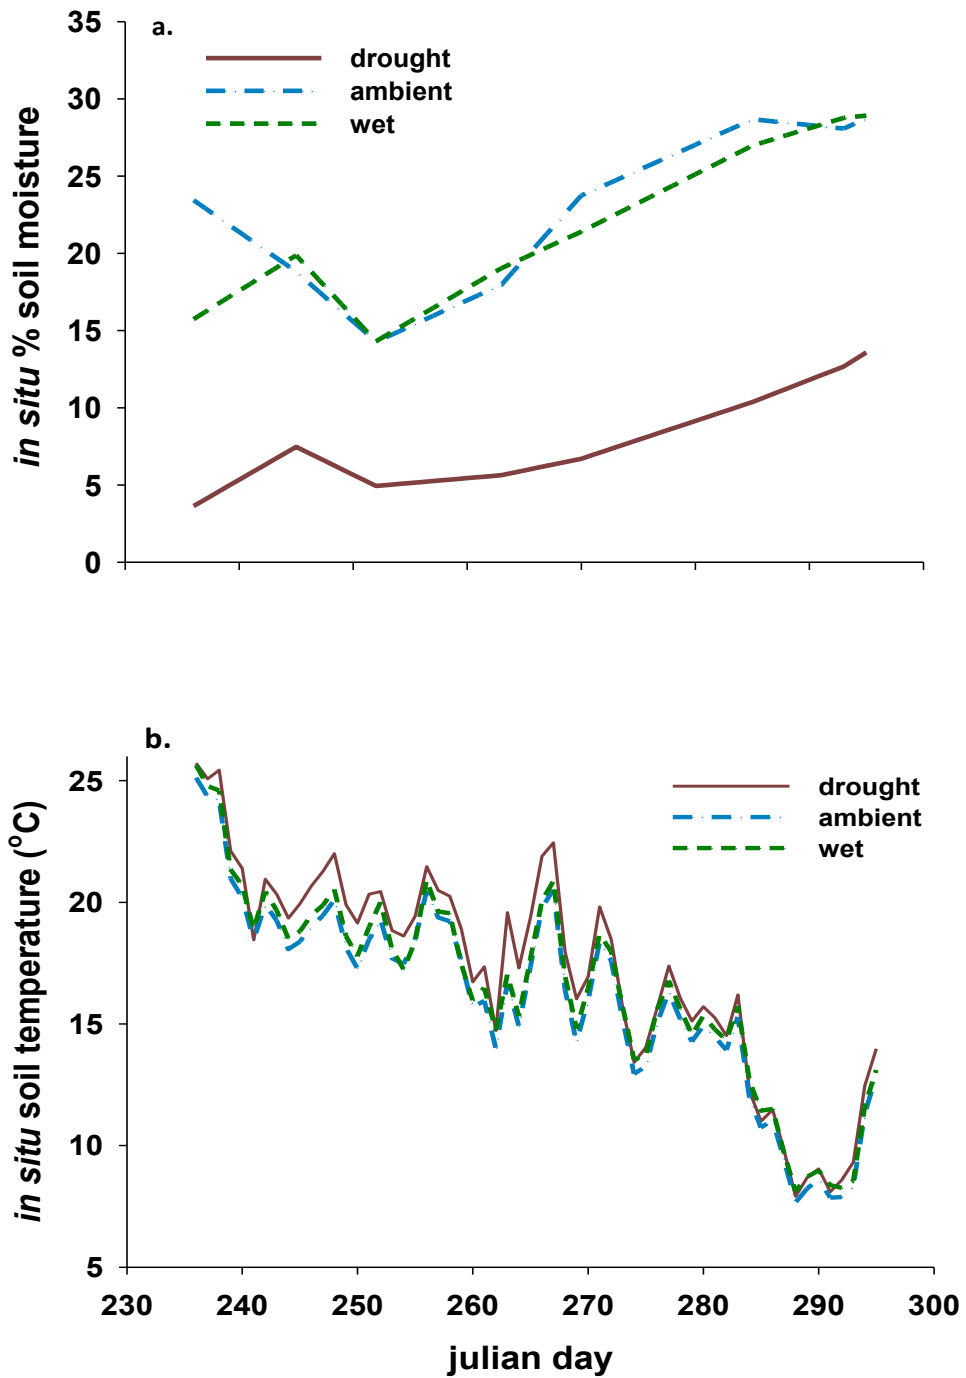 a.
drought
ambient
wet
in situ % soil moisture
35
30
25
20
15
10
5
0
b.
drought
ambient
wet
in situ soil temperature (°C)
25
20
15
10
5
230 240 250 260 270 280 290 300
julian day